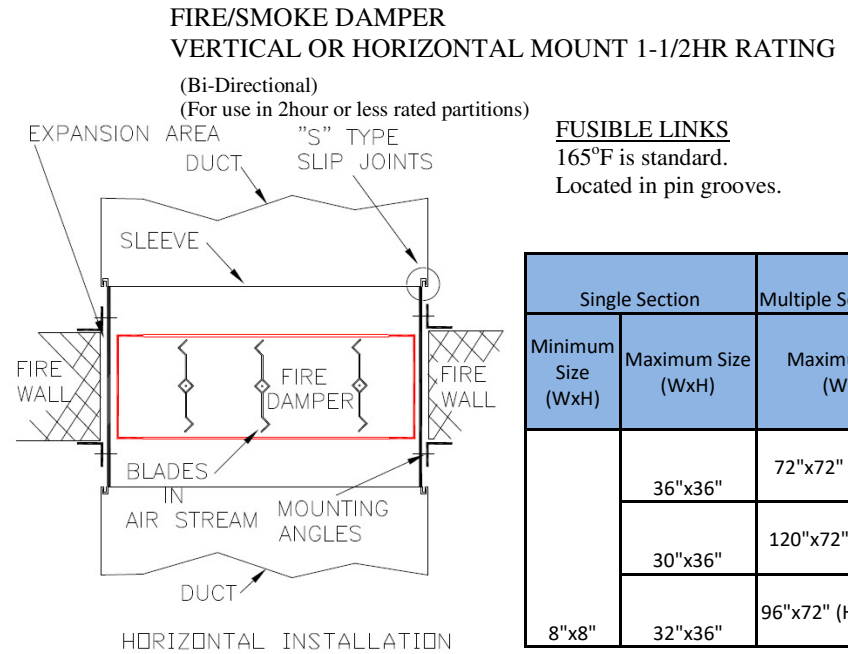 FIRE/SMOKE DAMPER
VERTICAL OR HORIZONTAL MOUNT 1-1/2HR RATING
(Bi-Directional)
(For use in 2hour or less rated partitions)
EXPANSION AREA
"S" TYPE
SLIP JOINTS
DUCT
SLEEVE
FIRE
WALL
FIRE
DAMPER
FIRE
WALL
BLADES
IN
AIR STREAM
MOUNTING
ANGLES
DUCT
HORIZONTAL INSTALLATION
FUSIBLE LINKS
165°F is standard.
Located in pin grooves.
Single Section
Multiple
Minimum
Size
(WxH)
Maximum Size
(WxH)
36"x36"
72"x72"
30"x36"
120"x72"
8"x8"
32"x36"
96"x72"